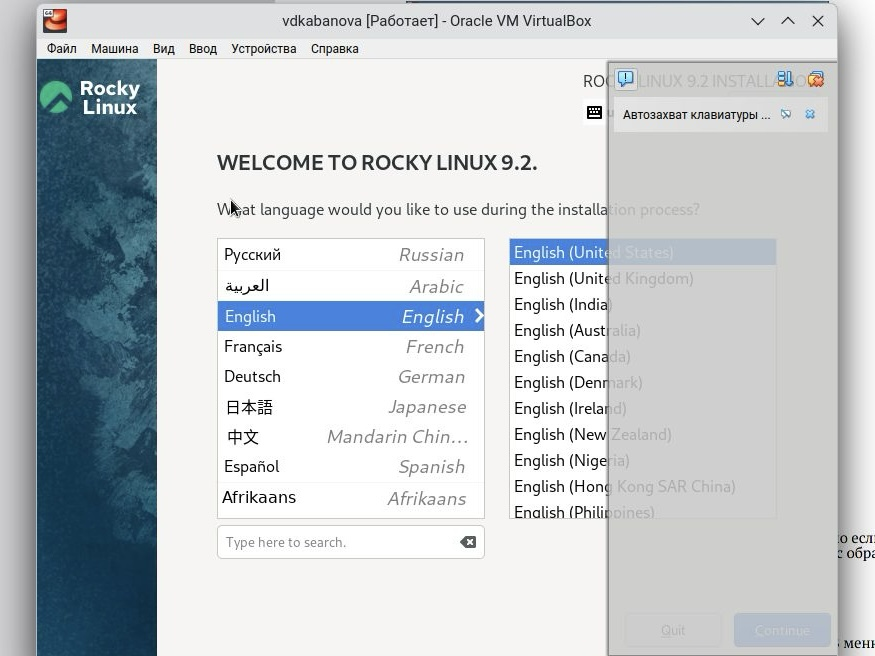 vdkabanova [Работает] - Oracle VM VirtualBox
Файл Машина Вид Ввод Устройства Справка
Rocky
Linux
ROCKY LINUX 9.2 INSTALLATION
Автозахват клавиатуры ...
WELCOME TO ROCKY LINUX 9.2.
What language would you like to use during the installation process?
Русский Russian
العربية Arabic
English English
Français French
Deutsch German
日本語 Japanese
中文 Mandarin Chin...
Español Spanish
Afrikaans Afrikaans
English (United States)
English (United Kingdom)
English (India)
English (Australia)
English (Canada)
English (Denmark)
English (Ireland)
English (New Zealand)
English (Nigeria)
English (Hong Kong SAR China)
English (Philippines)
Type here to search.
Quit Continue